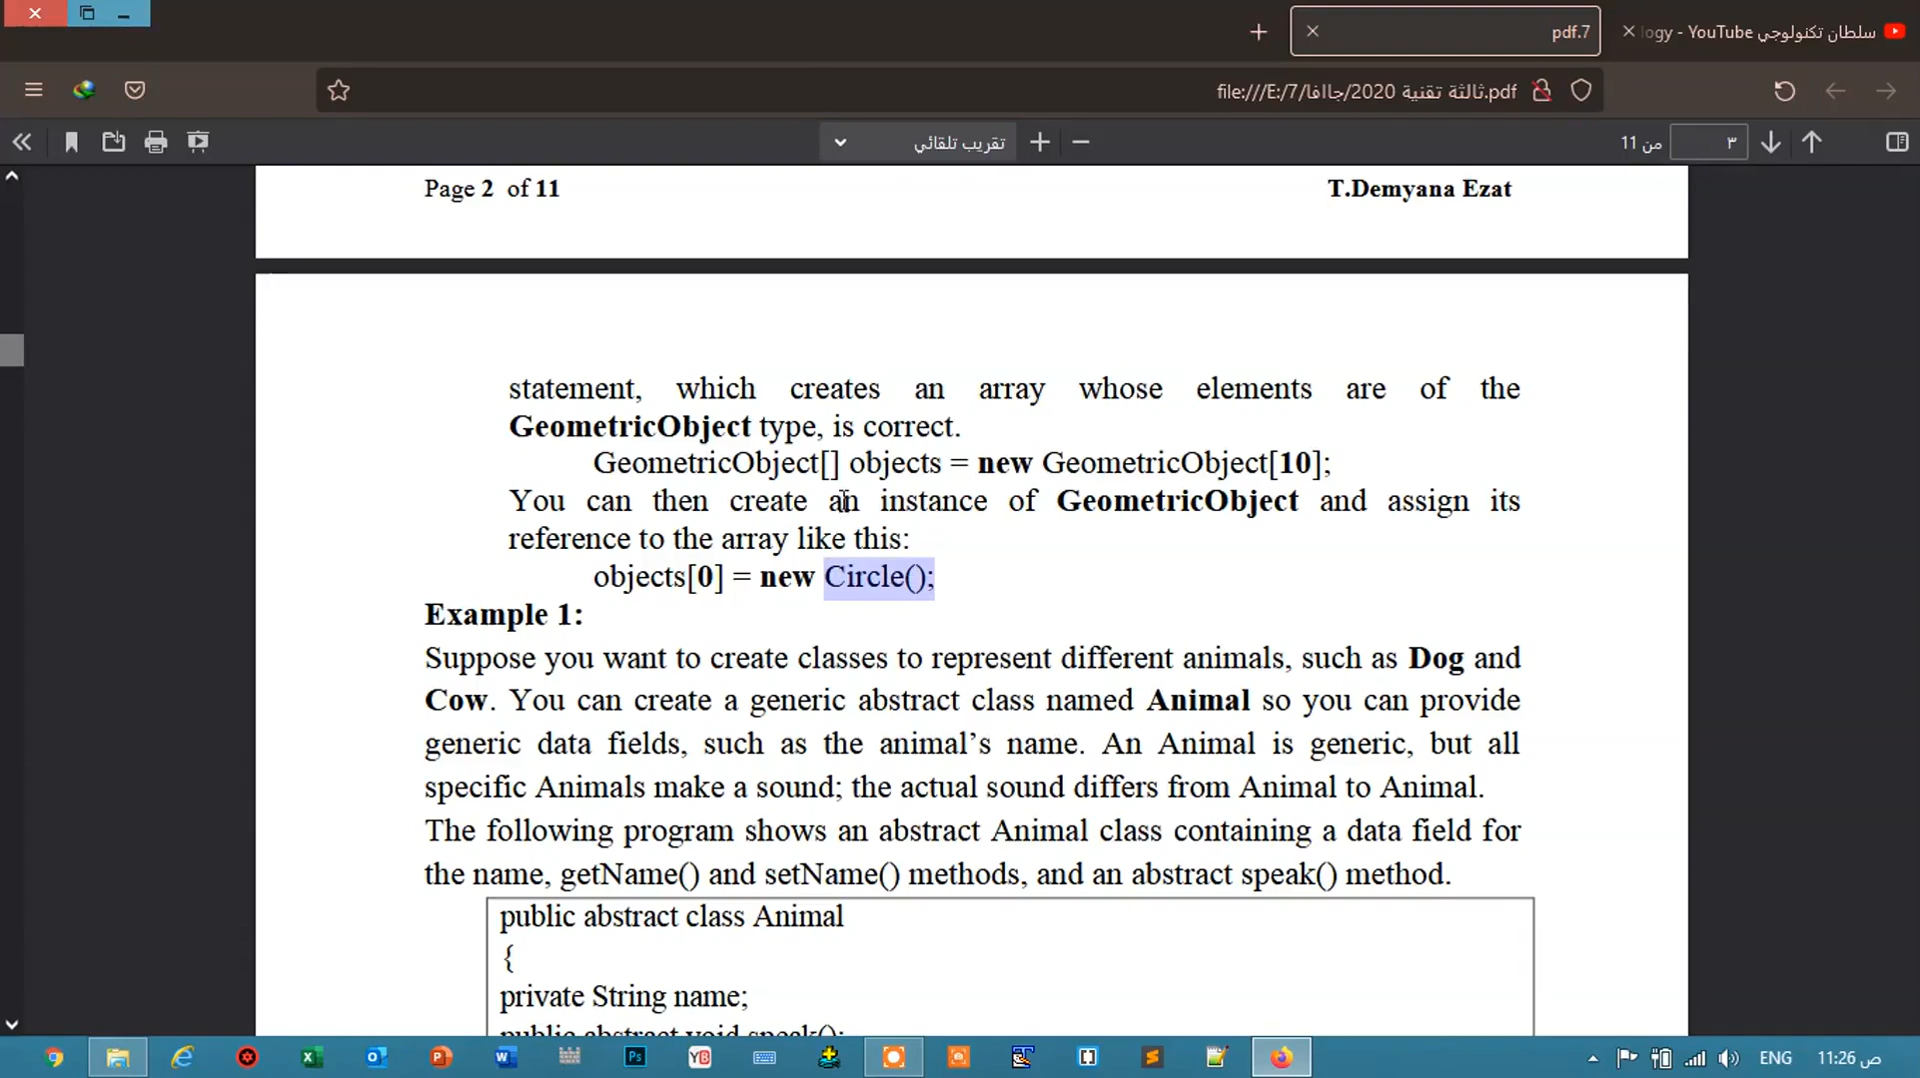 سلطان تكنولوجي logy - YouTube
pdf.7
file:///E:/7/جاافا/2020 ثالثة تقنية.pdf
تقريب تلقائي
من 11
٣
Page 2 of 11
T.Demyana Ezat
statement, which creates an array whose elements are of the
GeometricObject type, is correct.
GeometricObject[] objects = new GeometricObject[10];
You can then create an instance of GeometricObject and assign its
reference to the array like this:
objects[0] = new Circle();
Example 1:
Suppose you want to create classes to represent different animals, such as Dog and
Cow. You can create a generic abstract class named Animal so you can provide
generic data fields, such as the animal’s name. An Animal is generic, but all
specific Animals make a sound; the actual sound differs from Animal to Animal.
The following program shows an abstract Animal class containing a data field for
the name, getName() and setName() methods, and an abstract speak() method.
public abstract class Animal
{
private String name;
public abstract void speak();
ENG
11:26 ص